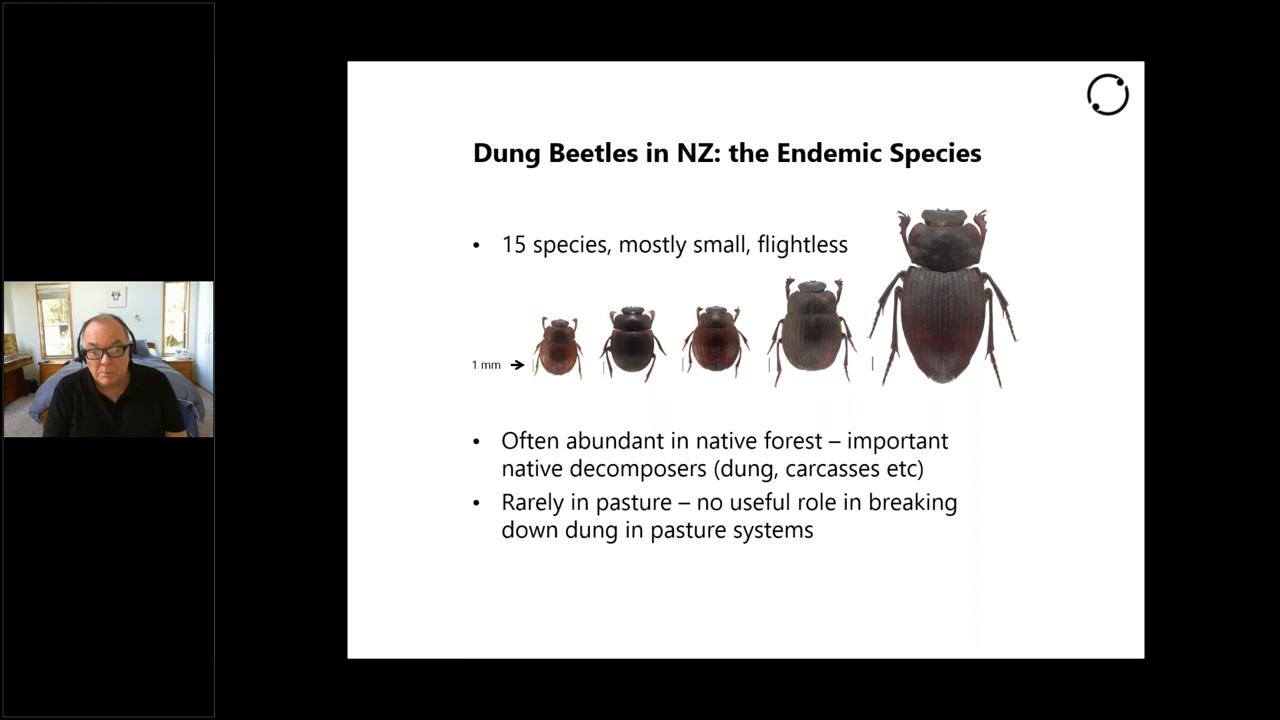 Dung Beetles in NZ: the Endemic Species
• 15 species, mostly small, flightless
1 mm
• Often abundant in native forest – important
native decomposers (dung, carcasses etc)
• Rarely in pasture – no useful role in breaking
down dung in pasture systems